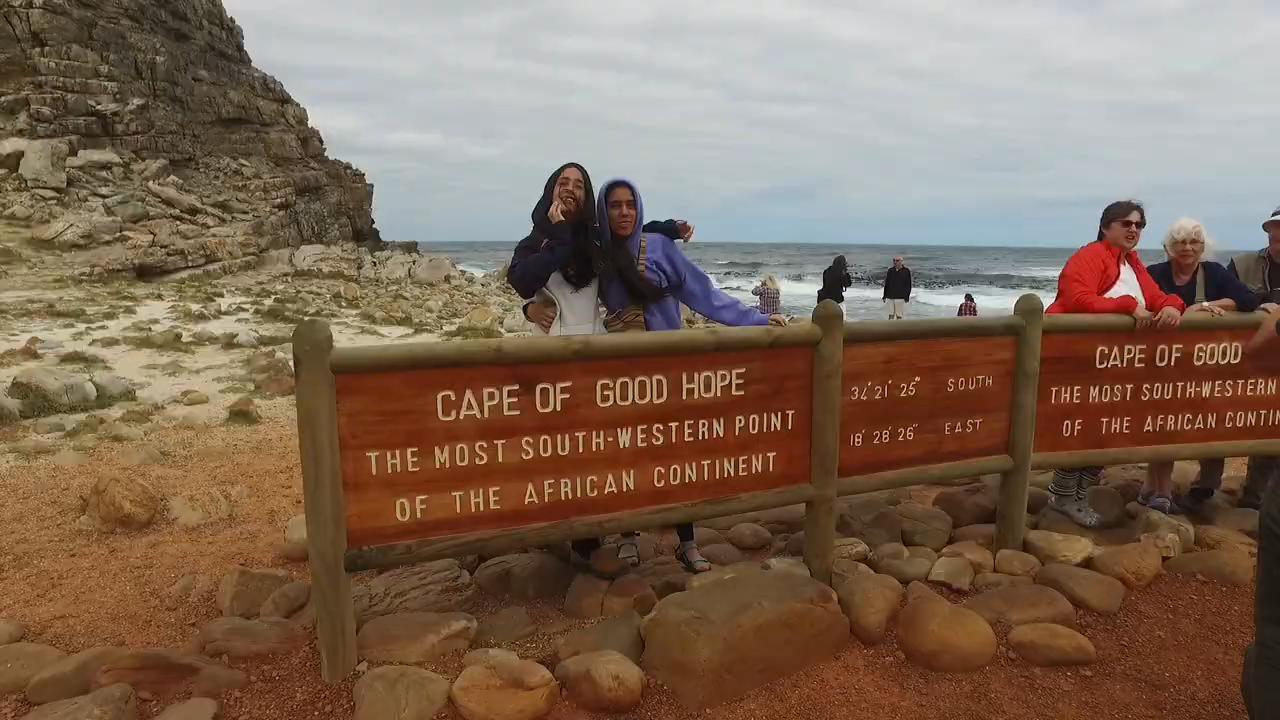 CAPE OF GOOD HOPE
THE MOST SOUTH-WESTERN POINT
OF THE AFRICAN CONTINENT
34° 21' 25" SOUTH
18° 28' 26" EAST
CAPE OF GOOD
THE MOST SOUTH-WESTERN
OF THE AFRICAN CONTIN